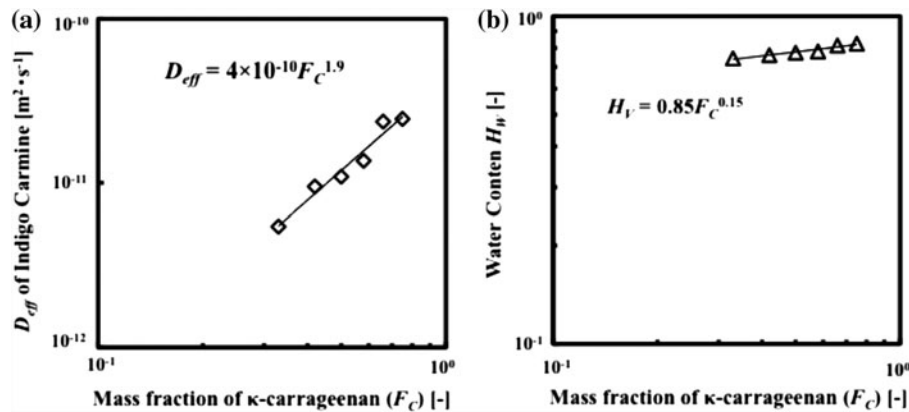 (a)
10⁻¹⁰
D_eff = 4×10⁻¹⁰F_C^1.9
D_eff of Indigo Carmine [m²·s⁻¹]
10⁻¹¹
10⁻¹²
10⁻¹
10⁰
Mass fraction of κ-carrageenan (F_C) [-]
(b)
10⁰
H_V = 0.85F_C^0.15
Water Conten H_W [-]
10⁻¹
10⁻¹
10⁰
Mass fraction of κ-carrageenan (F_C) [-]